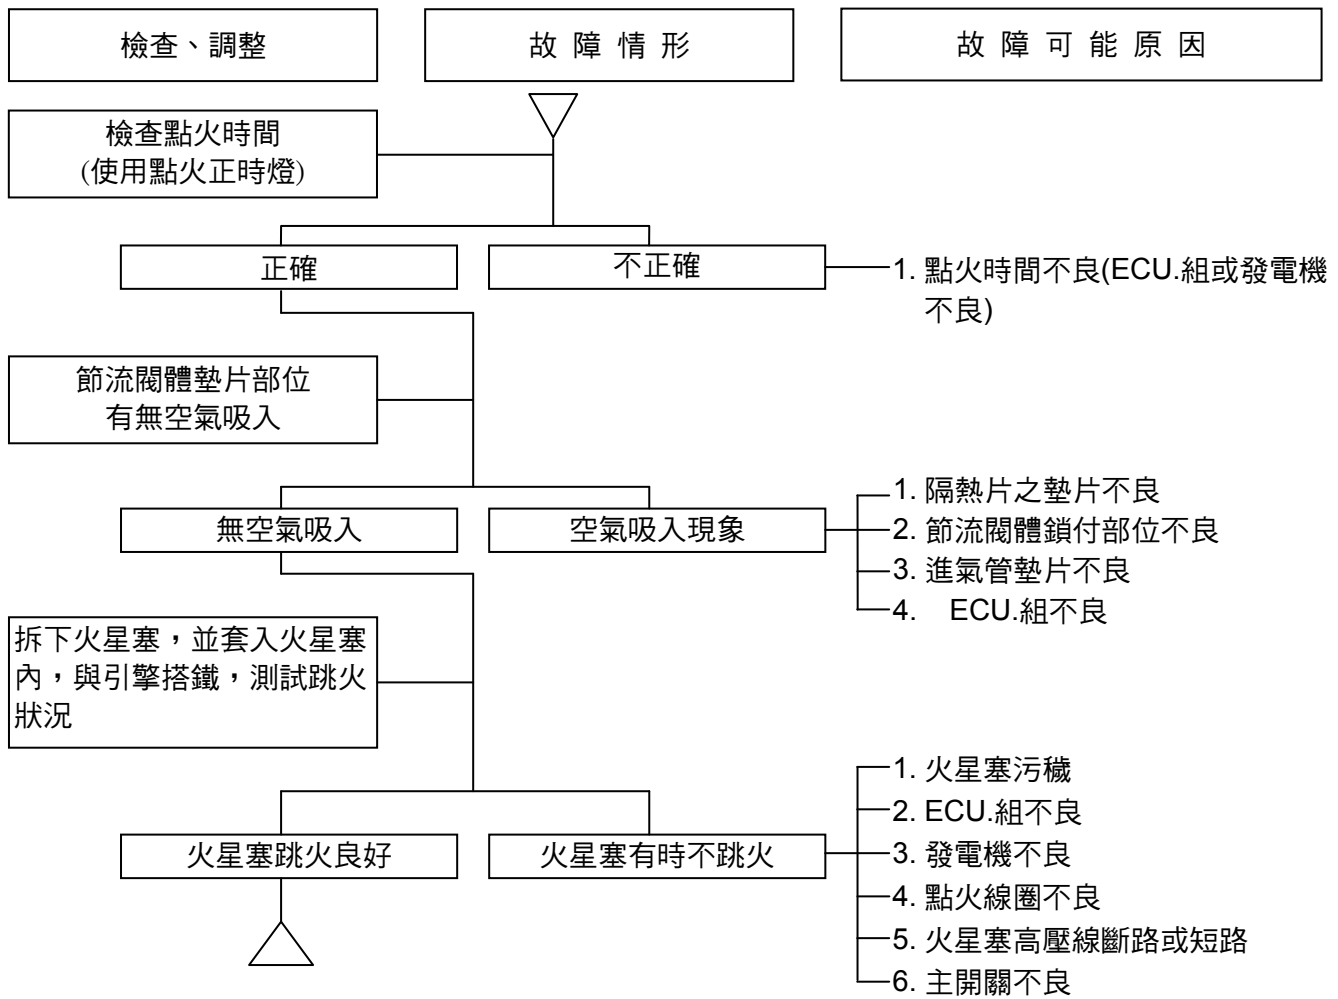 檢查、調整
故 障 情 形
故 障 可 能 原 因
檢查點火時間
(使用點火正時燈)
正確
不正確
1. 點火時間不良(ECU.組或發電機
不良)
節流閥體墊片部位
有無空氣吸入
無空氣吸入
空氣吸入現象
1. 隔熱片之墊片不良
2. 節流閥體鎖付部位不良
3. 進氣管墊片不良
4. ECU.組不良
拆下火星塞，並套入火星塞
內，與引擎搭鐵，測試跳火
狀況
火星塞跳火良好
火星塞有時不跳火
1. 火星塞污穢
2. ECU.組不良
3. 發電機不良
4. 點火線圈不良
5. 火星塞高壓線斷路或短路
6. 主開關不良